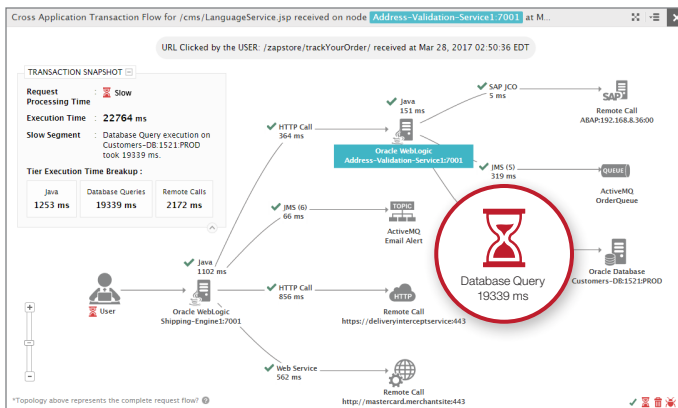 Cross Application Transaction Flow for /cms/LanguageService.jsp received on node Address-Validation-Service1:7001 at M...
URL Clicked by the USER: /zapstore/trackYourOrder/ received at Mar 28, 2017 02:50:36 EDT
TRANSACTION SNAPSHOT
Request Processing Time : Slow
Execution Time : 22764 ms
Slow Segment : Database Query execution on
Customers-DB:1521:PROD
took 19339 ms.
Tier Execution Time Breakup :
Java
1253 ms
Database Queries
19339 ms
Remote Calls
2172 ms
User
Java
1102 ms
Oracle WebLogic
Shipping-Engine1:7001
HTTP Call
364 ms
JMS (6)
66 ms
HTTP Call
856 ms
Web Service
562 ms
Java
151 ms
Oracle WebLogic
Address-Validation-Service1:7001
TOPIC
ActiveMQ
Email Alert
HTTP
Remote Call
https://deliveryinterceptservice:443
Remote Call
http://mastercard.merchantsite:443
SAP JCO
5 ms
JMS (5)
319 ms
Database Query
19339 ms
SAP
Remote Call
ABAP:192.168.8.36:00
QUEUE
ActiveMQ
OrderQueue
Oracle Database
Customers-DB:1521:PROD
*Topology above represents the complete request flow? ?